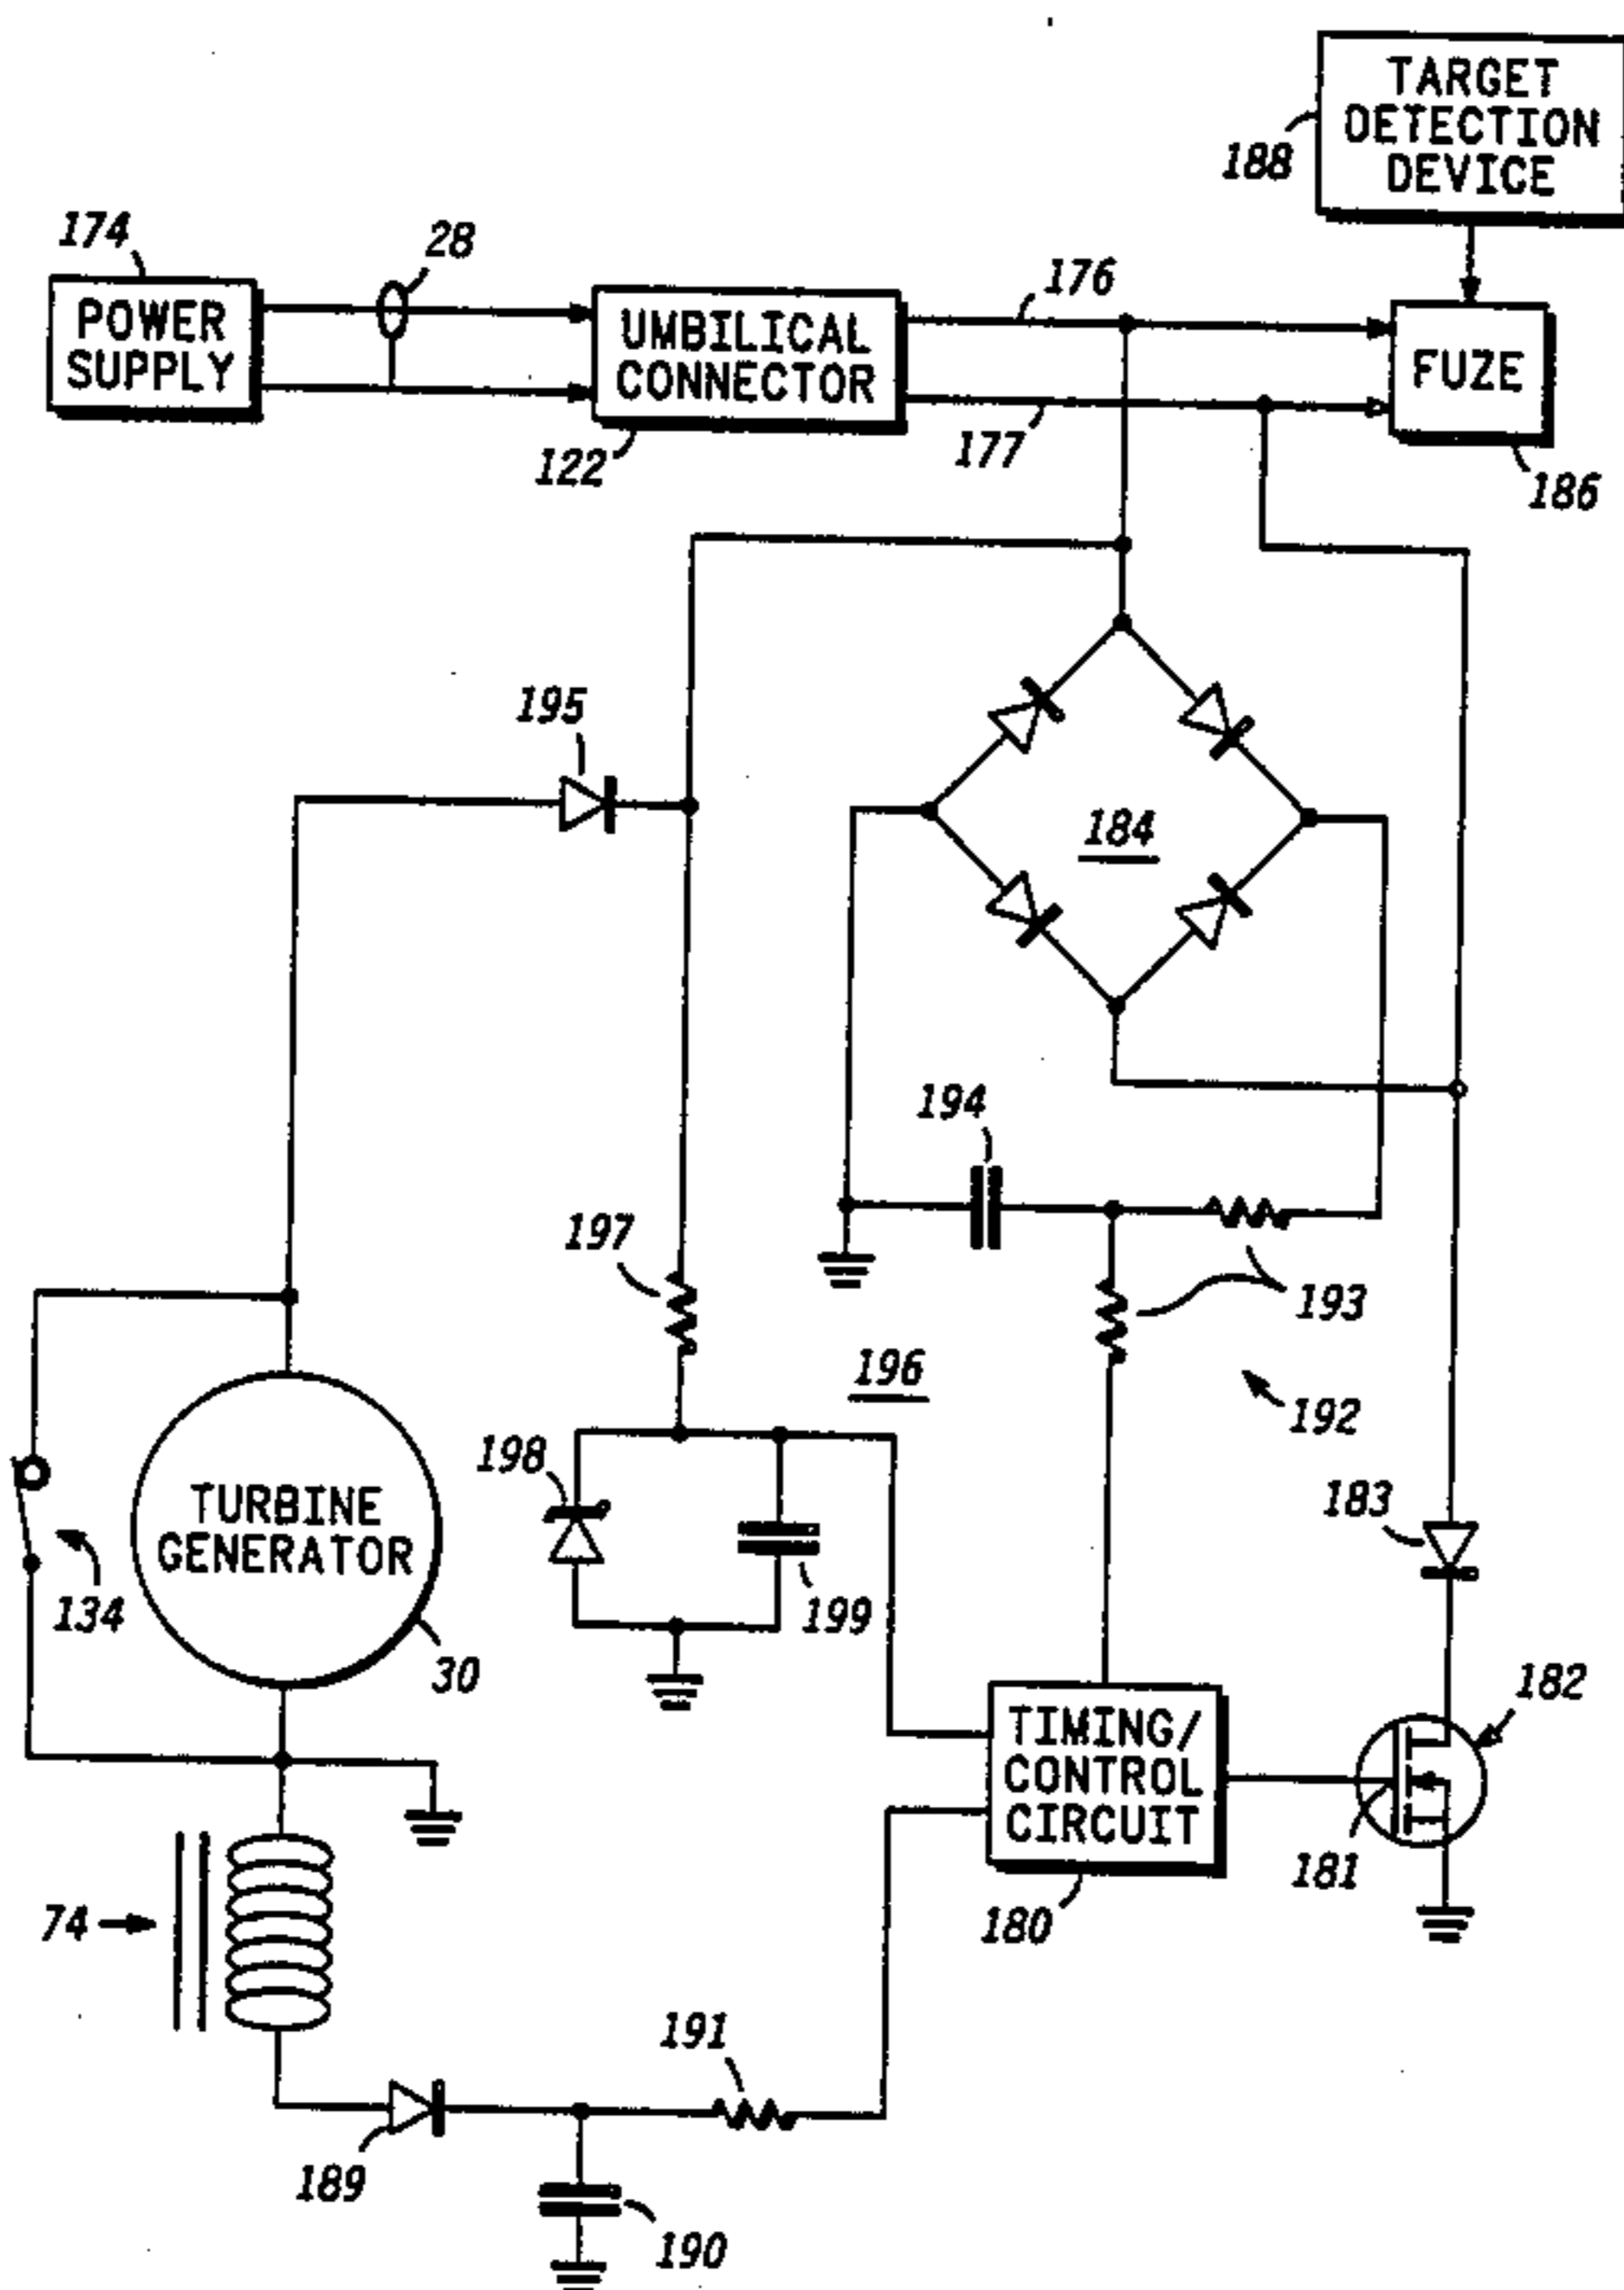 TARGET
DETECTION
DEVICE
188
174
28
POWER
SUPPLY
UMBILICAL
CONNECTOR
176
FUZE
122
177
186
195
184
194
197
193
196
192
198
199
183
TURBINE
GENERATOR
134
30
182
TIMING/
CONTROL
CIRCUIT
181
74
180
191
189
190